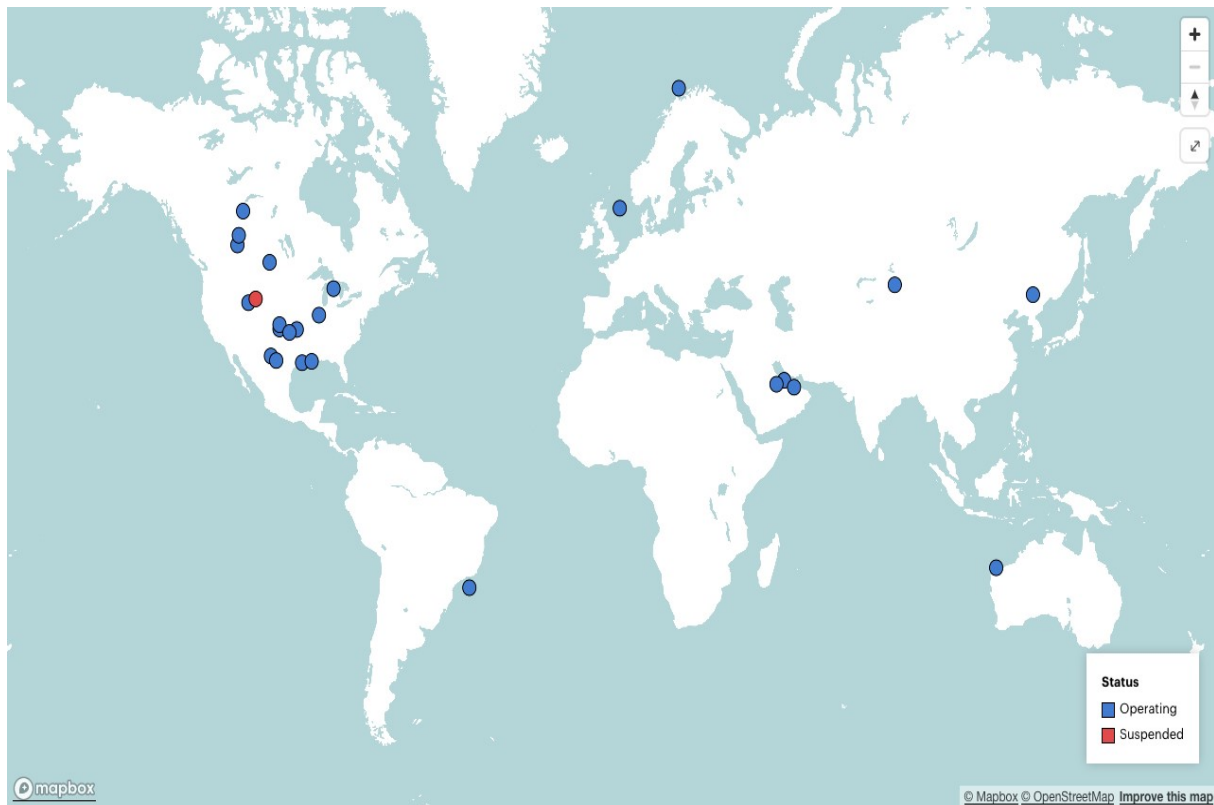 +
−
Status
Operating
Suspended
mapbox
© Mapbox © OpenStreetMap Improve this map